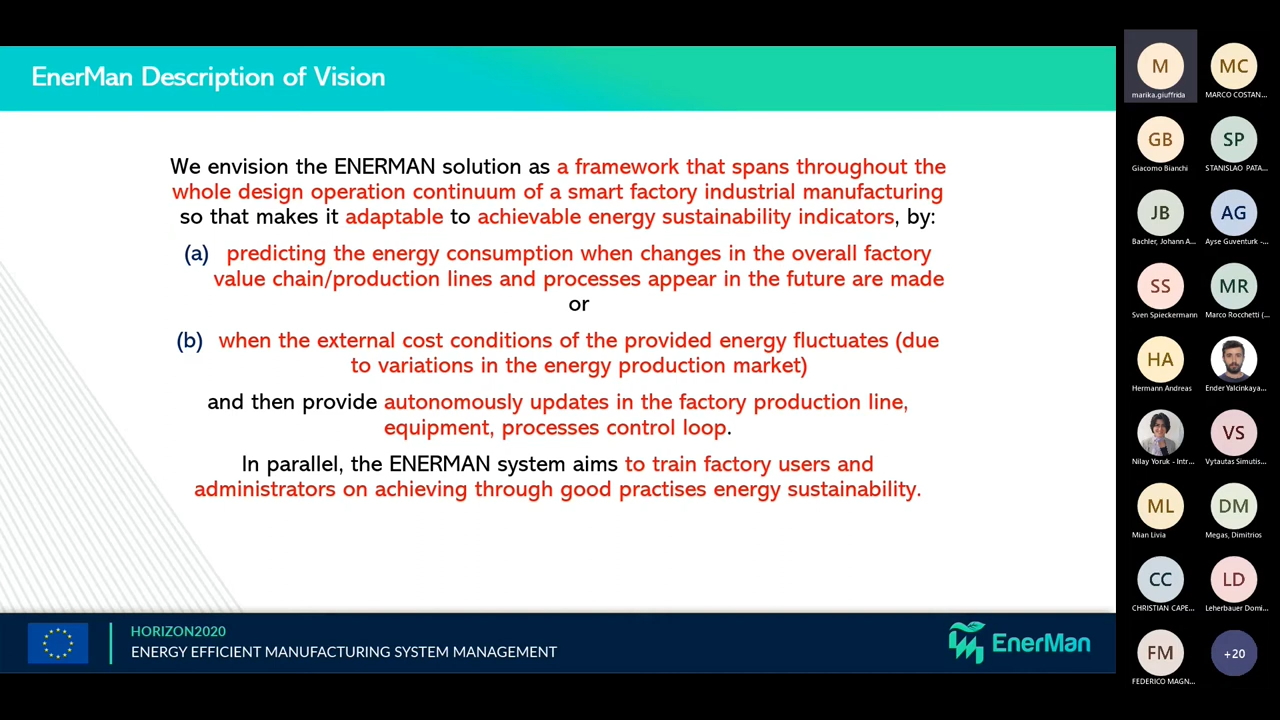 EnerMan Description of Vision
We envision the ENERMAN solution as a framework that spans throughout the
whole design operation continuum of a smart factory industrial manufacturing
so that makes it adaptable to achievable energy sustainability indicators, by:
(a) predicting the energy consumption when changes in the overall factory
value chain/production lines and processes appear in the future are made
or
(b) when the external cost conditions of the provided energy fluctuates (due
to variations in the energy production market)
and then provide autonomously updates in the factory production line,
equipment, processes control loop.
In parallel, the ENERMAN system aims to train factory users and
administrators on achieving through good practises energy sustainability.
HORIZON2020
ENERGY EFFICIENT MANUFACTURING SYSTEM MANAGEMENT
EnerMan
M
marika.giuffrida
MC
MARCO COSTAN...
GB
Giacomo Bianchi
SP
STANISLAO PATA...
JB
Bachler, Johann A...
AG
Ayse Guventurk -...
SS
Sven Spieckermann
MR
Marco Rocchetti (...
HA
Hermann Andreas
Ender Yalcinkaya...
Nilay Yoruk - Intr...
VS
Vytautas Simutis...
ML
Mian Livia
DM
Megas, Dimitrios
CC
CHRISTIAN CAPE...
LD
Leherbauer Domi...
FM
FEDERICO MAGN...
+20